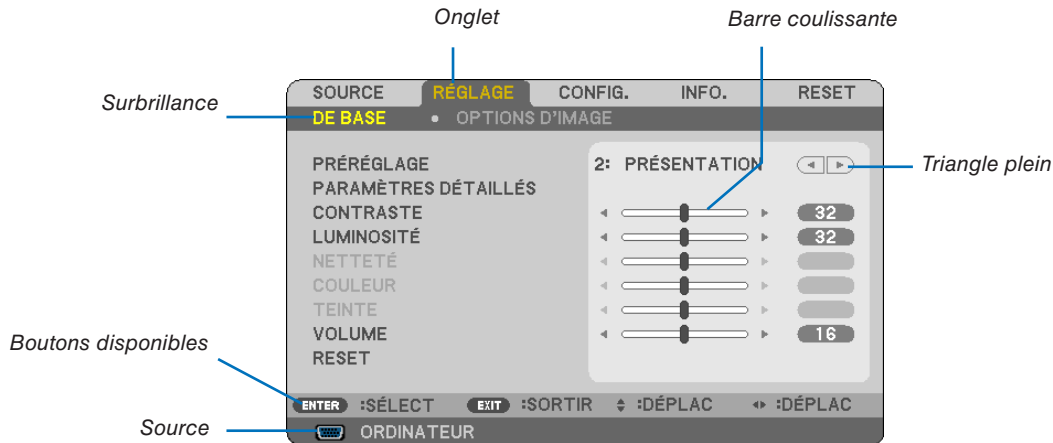 Onglet
Barre coulissante
Surbrillance
SOURCE RÉGLAGE CONFIG. INFO. RESET
DE BASE • OPTIONS D'IMAGE
PRÉRÉGLAGE 2: PRÉSENTATION
Triangle plein
PARAMÈTRES DÉTAILLÉS
CONTRASTE 32
LUMINOSITÉ 32
NETTETÉ
COULEUR
TEINTE
VOLUME 16
Boutons disponibles
RESET
ENTER :SÉLECT EXIT :SORTIR :DÉPLAC :DÉPLAC
Source
ORDINATEUR